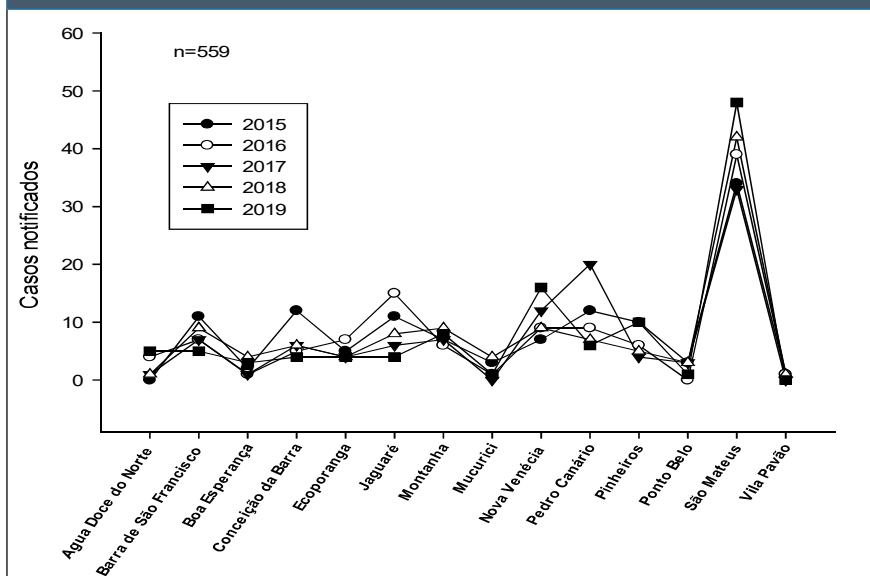 60
n=559
50
2015
2016
40
2017
2018
2019
30
20
10
0
Casos notificados
Agua Doce do Norte
Barra de São Francisco
Boa Esperança
Conceição da Barra
Ecoporanga
Jaguaré
Montanha
Mucurici
Nova Venécia
Pedro Canário
Pinheiros
Ponto Belo
São Mateus
Vila Pavão